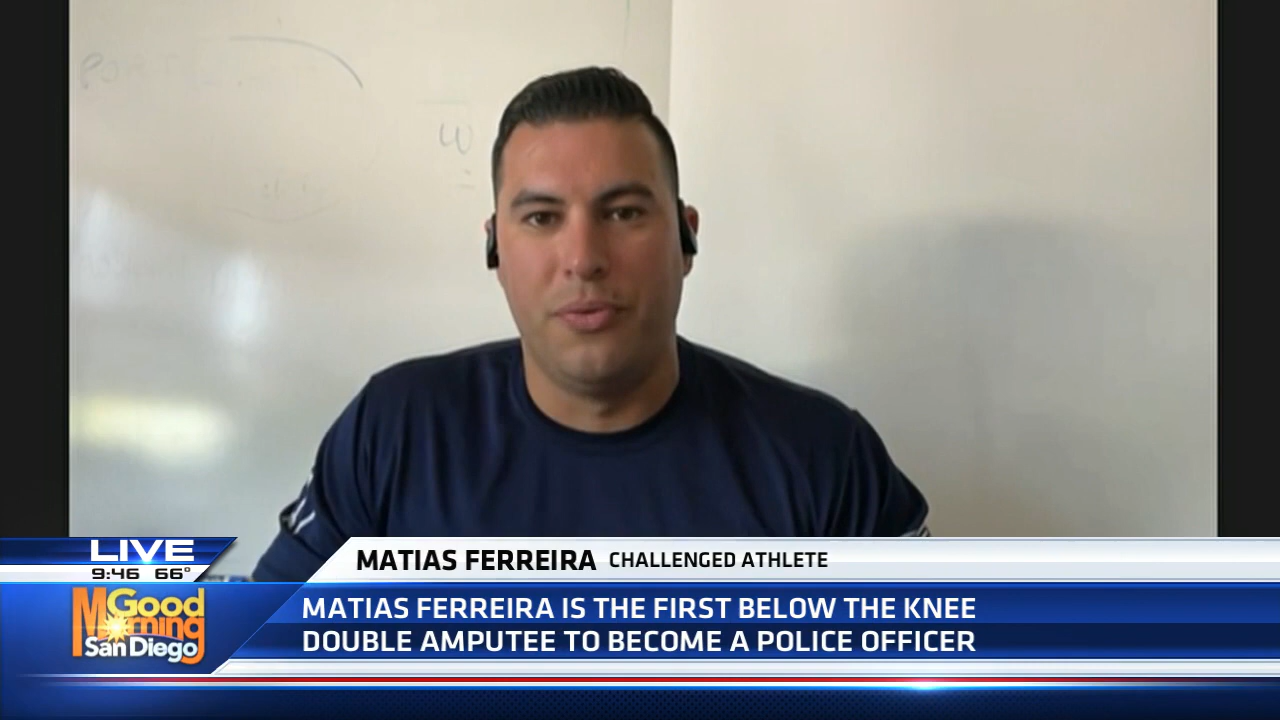 LIVE
9:46 66°
Good
Morning
San Diego
MATIAS FERREIRA CHALLENGED ATHLETE
MATIAS FERREIRA IS THE FIRST BELOW THE KNEE
DOUBLE AMPUTEE TO BECOME A POLICE OFFICER